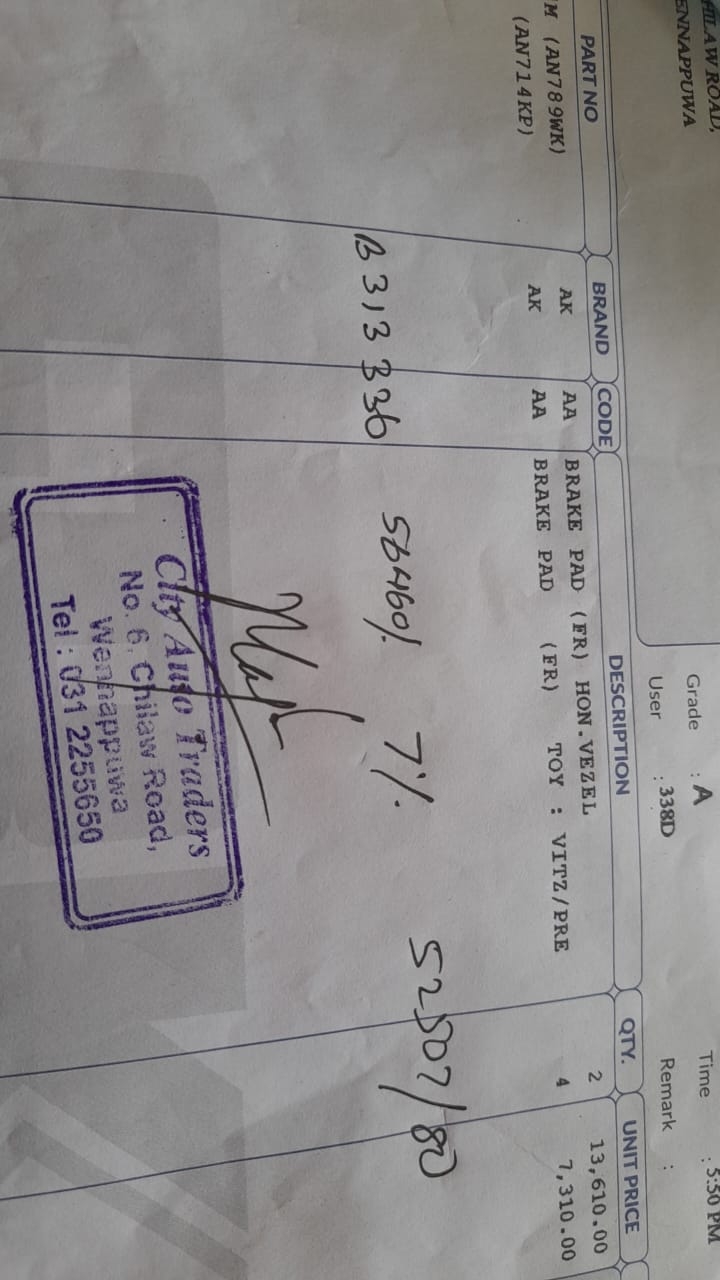 HILAW ROAD,
ENNAPPUWA
Time : 5:50 PM
Grade : A
Remark :
User : 338D
PART NO BRAND CODE DESCRIPTION QTY. UNIT PRICE
M (AN789WK) AK AA BRAKE PAD (FR) HON.VEZEL 2 13,610.00
(AN714KP) AK AA BRAKE PAD (FR) TOY : VITZ/PRE 4 7,310.00
B 313 336 56460/. 7%. 52507/80
City Auto Traders
No. 6, Chilaw Road,
Wennappuwa
Tel : 031 2255650